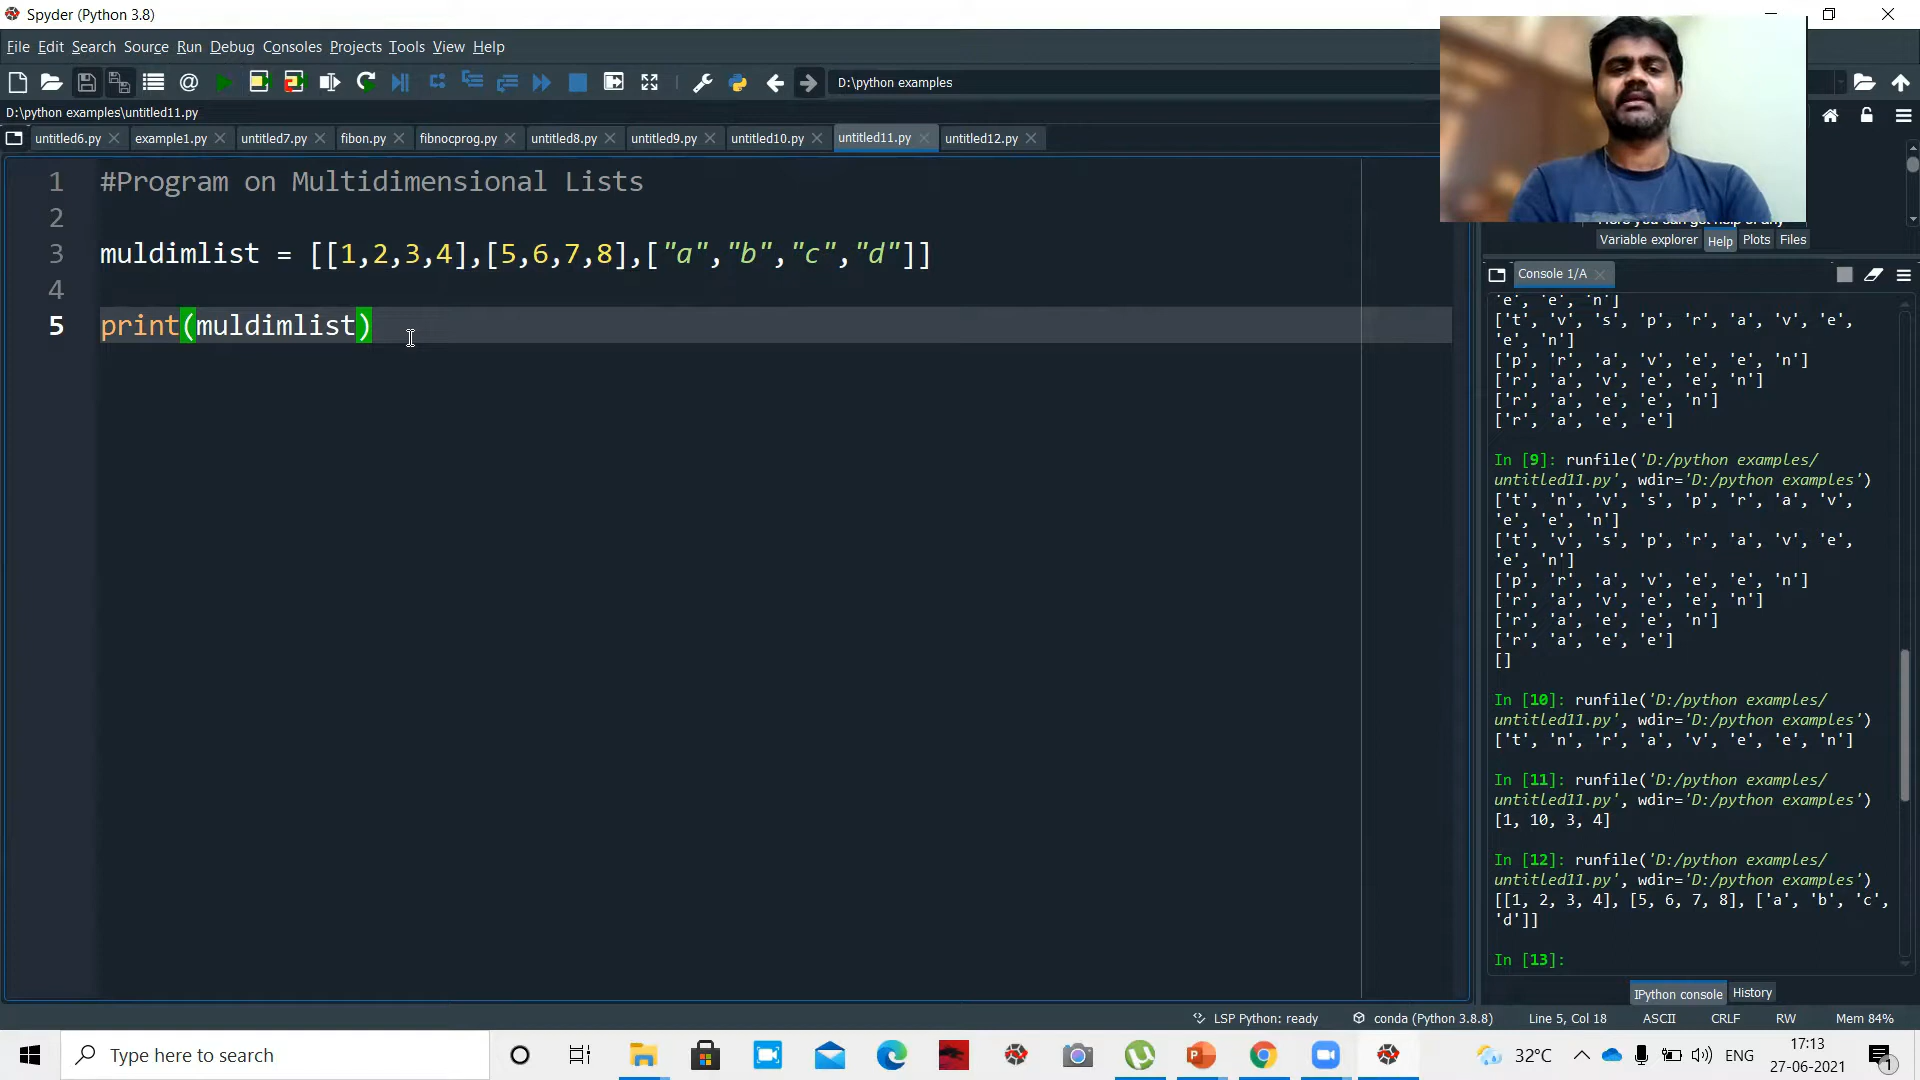 Spyder (Python 3.8)
File Edit Search Source Run Debug Consoles Projects Tools View Help
D:\python examples
D:\python examples\untitled11.py
untitled6.py example1.py untitled7.py fibon.py fibnocprog.py untitled8.py untitled9.py untitled10.py untitled11.py untitled12.py
1 #Program on Multidimensional Lists
2
3 muldimlist = [[1,2,3,4],[5,6,7,8],["a","b","c","d"]]
4
5 print(muldimlist)
Here you can get help of any
Variable explorer Help Plots Files
Console 1/A
'e', 'e', 'n']
['t', 'v', 's', 'p', 'r', 'a', 'v', 'e',
'e', 'n']
['p', 'r', 'a', 'v', 'e', 'e', 'n']
['r', 'a', 'v', 'e', 'e', 'n']
['r', 'a', 'e', 'e', 'n']
['r', 'a', 'e', 'e']
In [9]: runfile('D:/python examples/
untitled11.py', wdir='D:/python examples')
['t', 'n', 'v', 's', 'p', 'r', 'a', 'v',
'e', 'e', 'n']
['t', 'v', 's', 'p', 'r', 'a', 'v', 'e',
'e', 'n']
['p', 'r', 'a', 'v', 'e', 'e', 'n']
['r', 'a', 'v', 'e', 'e', 'n']
['r', 'a', 'e', 'e', 'n']
['r', 'a', 'e', 'e']
[]
In [10]: runfile('D:/python examples/
untitled11.py', wdir='D:/python examples')
['t', 'n', 'r', 'a', 'v', 'e', 'e', 'n']
In [11]: runfile('D:/python examples/
untitled11.py', wdir='D:/python examples')
[1, 10, 3, 4]
In [12]: runfile('D:/python examples/
untitled11.py', wdir='D:/python examples')
[[1, 2, 3, 4], [5, 6, 7, 8], ['a', 'b', 'c',
'd']]
In [13]:
IPython console History
LSP Python: ready conda (Python 3.8.8) Line 5, Col 18 ASCII CRLF RW Mem 84%
Type here to search
32°C ENG
17:13
27-06-2021
1